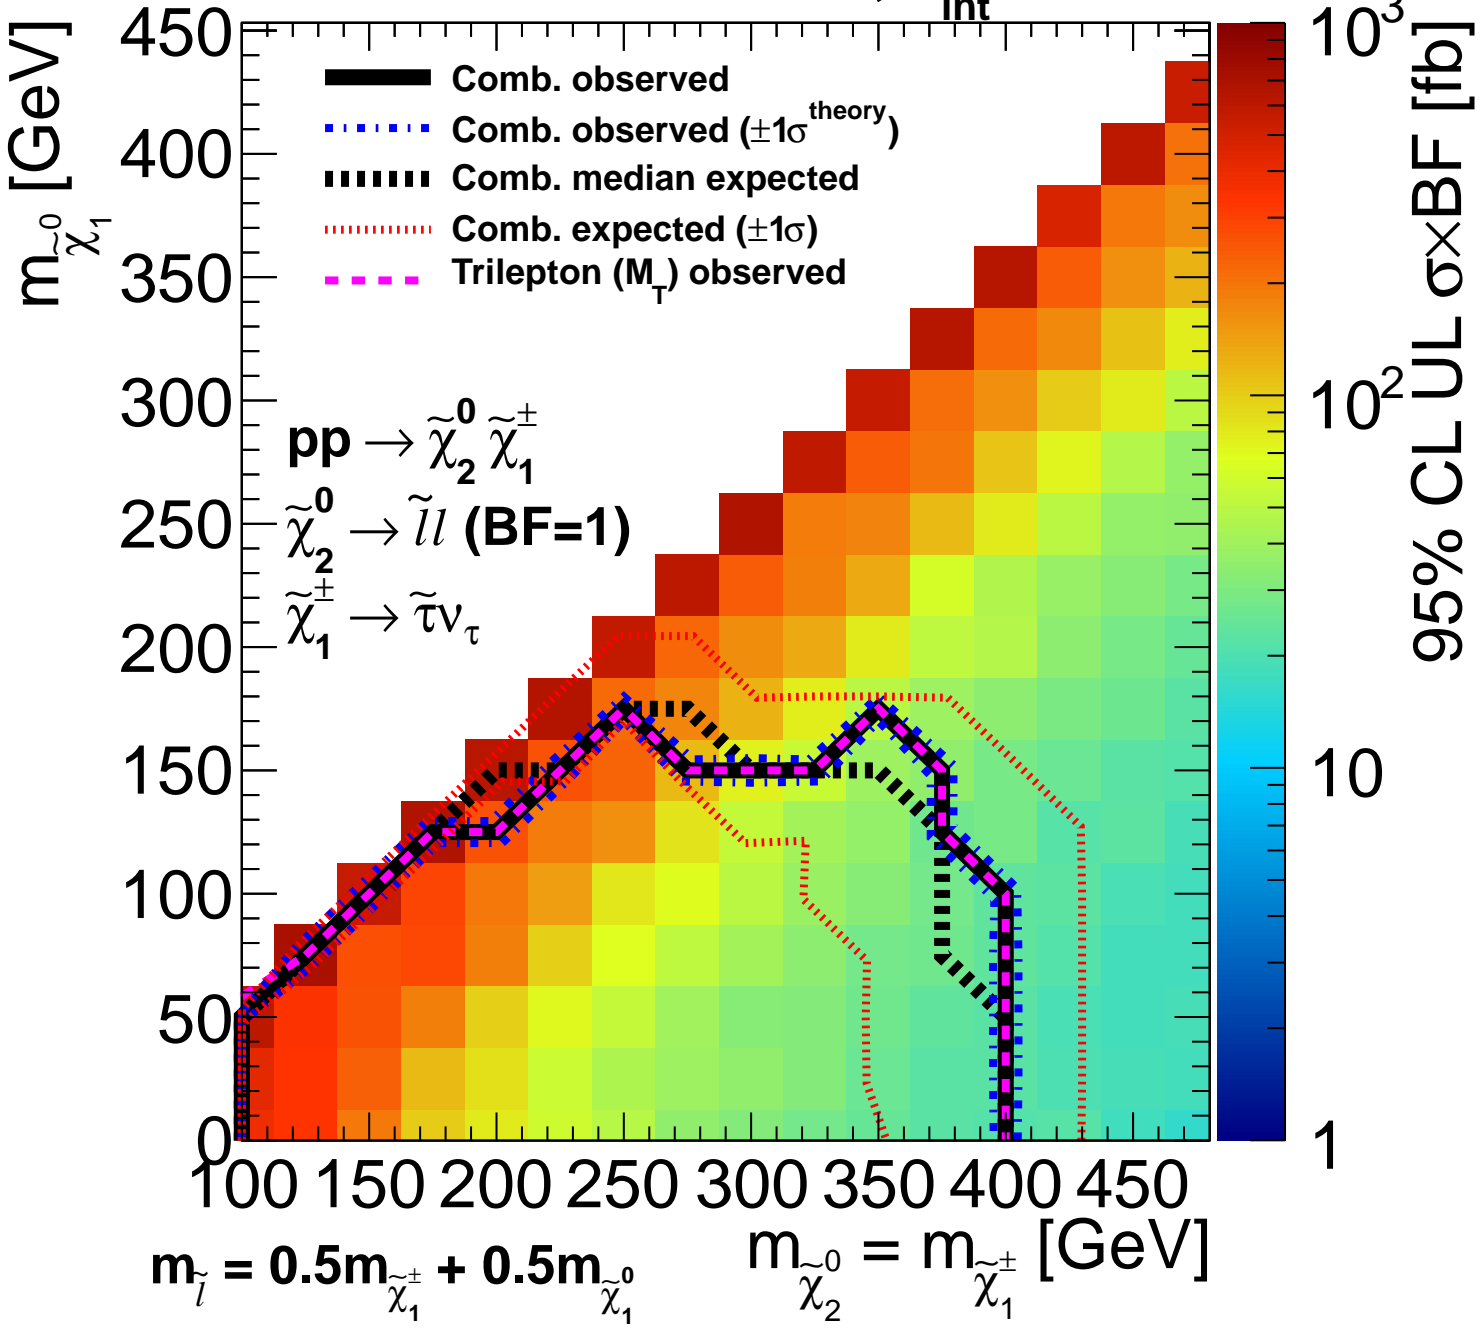 int
Comb. observed
Comb. observed (±1σ^theory)
Comb. median expected
Comb. expected (±1σ)
Trilepton (M_T) observed
pp → χ̃₂⁰ χ̃₁^±
χ̃₂⁰ → l̃l (BF=1)
χ̃₁^± → τ̃ν_τ
m_χ̃₁⁰ [GeV]
450
400
350
300
250
200
150
100
50
0
100 150 200 250 300 350 400 450
m_χ̃₂⁰ = m_χ̃₁^± [GeV]
m_l̃ = 0.5m_χ̃₁^± + 0.5m_χ̃₁⁰
10³
10²
10
1
95% CL UL σ×BF [fb]